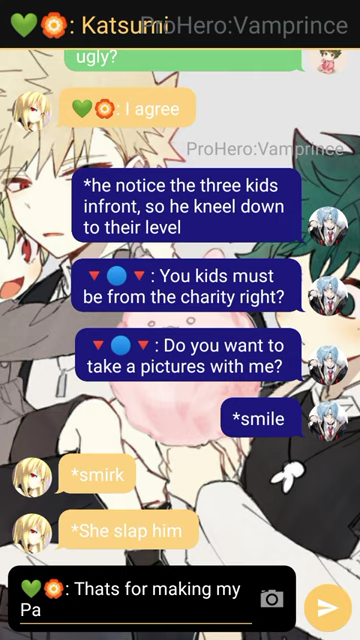 💚🏵️: Katsumi ProHero:Vamprince
ugly?
💚🏵️: I agree
ProHero:Vamprince
*he notice the three kids
infront, so he kneel down
to their level
🔻🔵🔻: You kids must
be from the charity right?
🔻🔵🔻: Do you want to
take a pictures with me?
*smile
*smirk
*She slap him
💚🏵️: Thats for making my
Pa